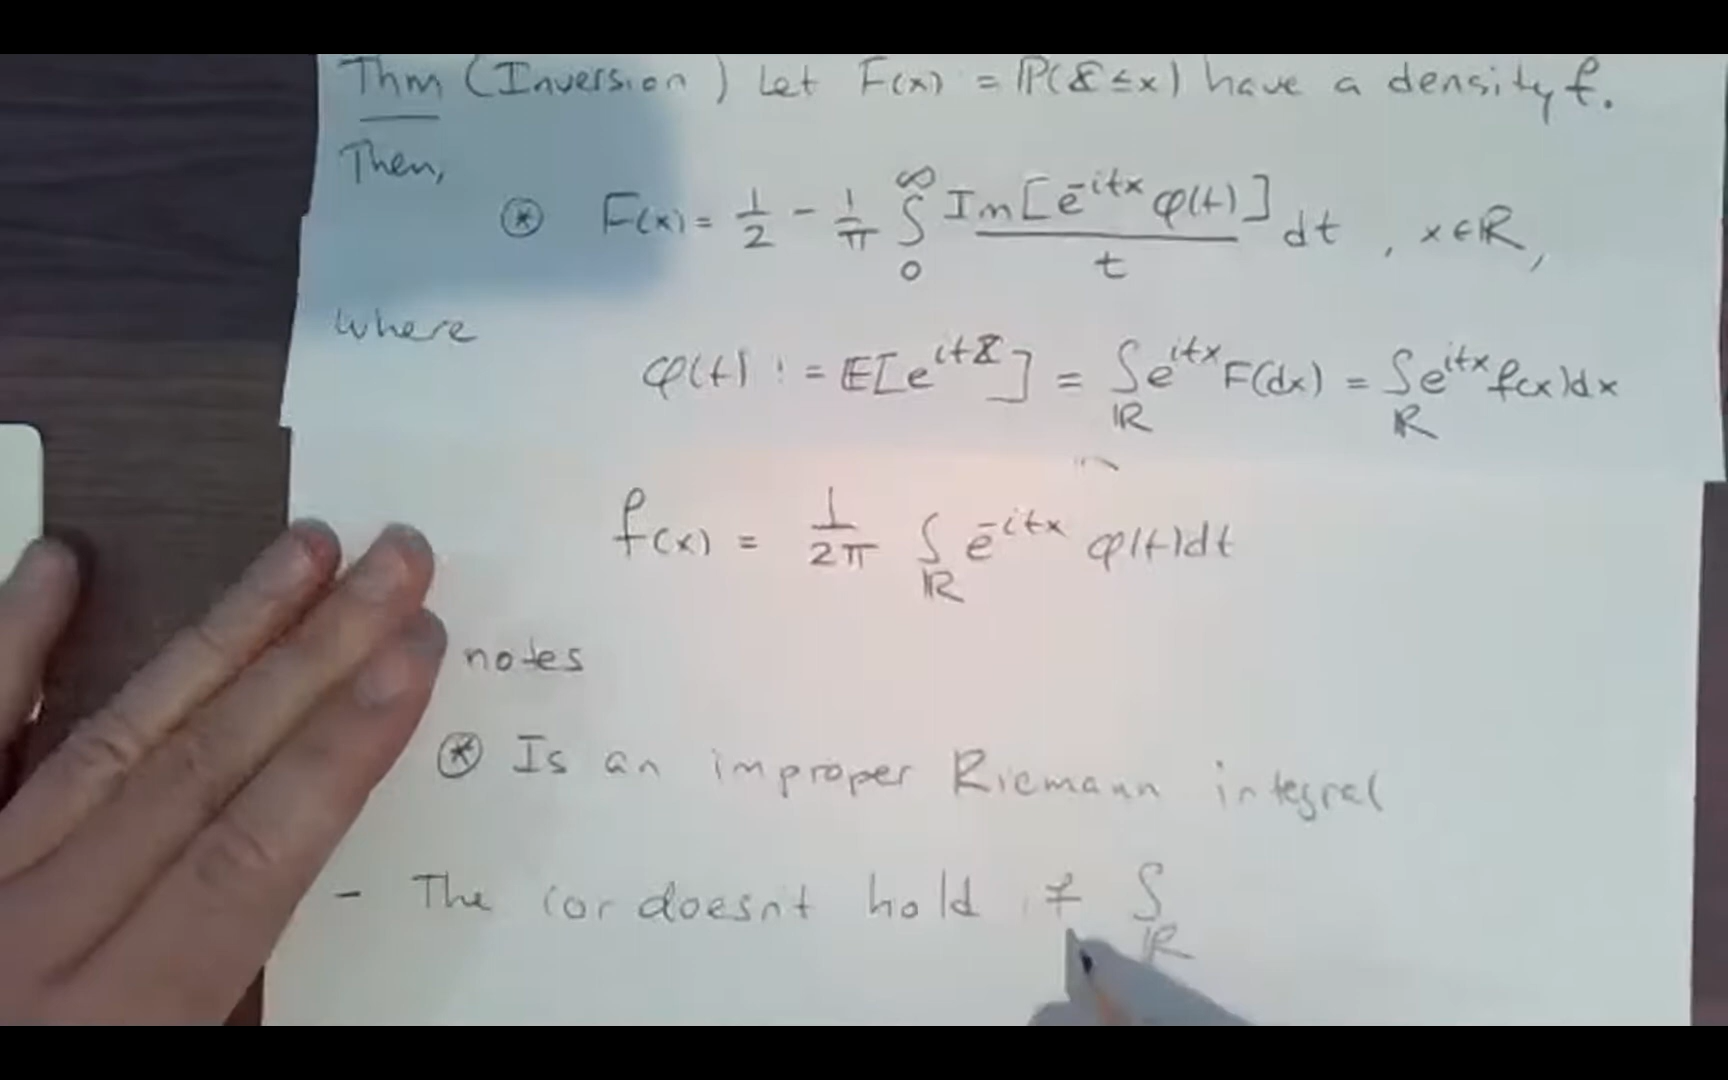 Thm (Inversion) Let F(x) = ℙ(X ≤ x) have a density f.
Then,
⊛ F(x) = 1/2 - 1/π ∫_0^∞ Im[e^{-itx} φ(t)]/t dt , x ∈ ℝ,
where
φ(t) := 𝔼[e^{itX}] = ∫_ℝ e^{itx} F(dx) = ∫_ℝ e^{itx} f(x)dx
f(x) = 1/2π ∫_ℝ e^{-itx} φ(t)dt
notes
⊛ Is an improper Riemann integral
- The cor doesnt hold if ∫_ℝ